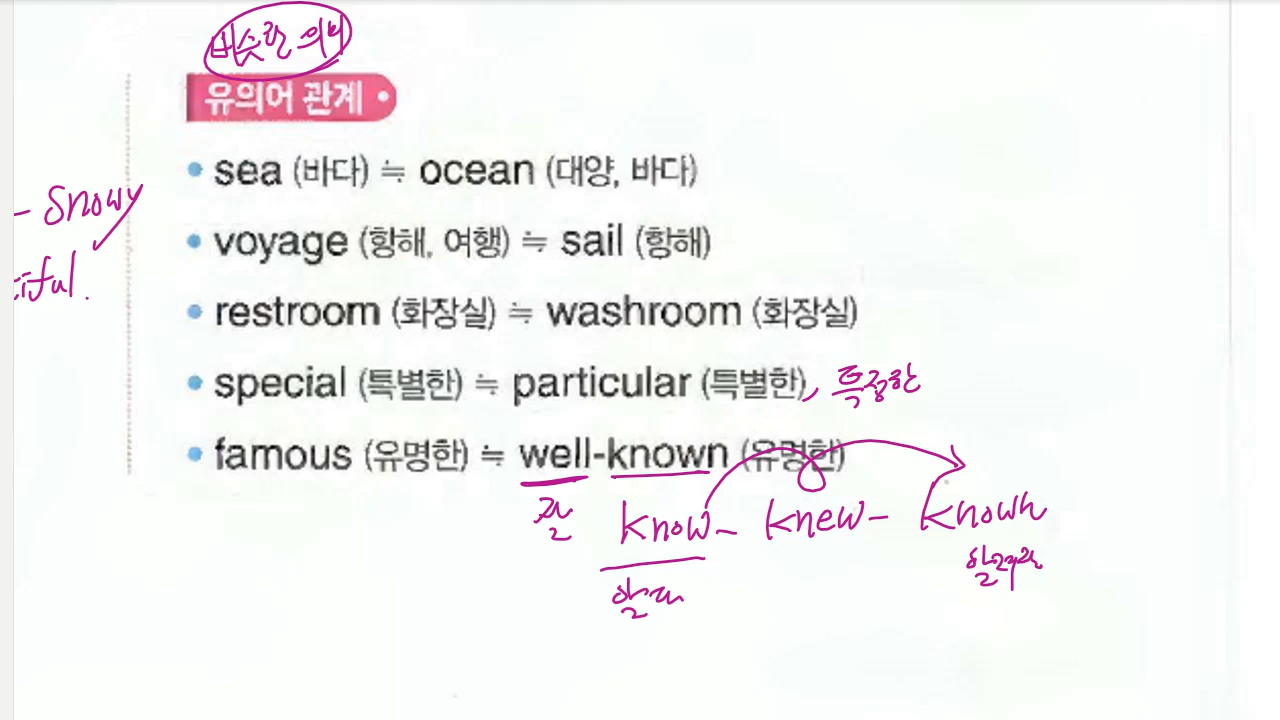 비슷한 의미
유의어 관계
• sea (바다) ≒ ocean (대양, 바다)
- snowy
• voyage (항해, 여행) ≒ sail (항해)
tiful.
• restroom (화장실) ≒ washroom (화장실)
• special (특별한) ≒ particular (특별한), 특정한
• famous (유명한) ≒ well-known (유명한)
잘 know - knew - known
알다 알려진